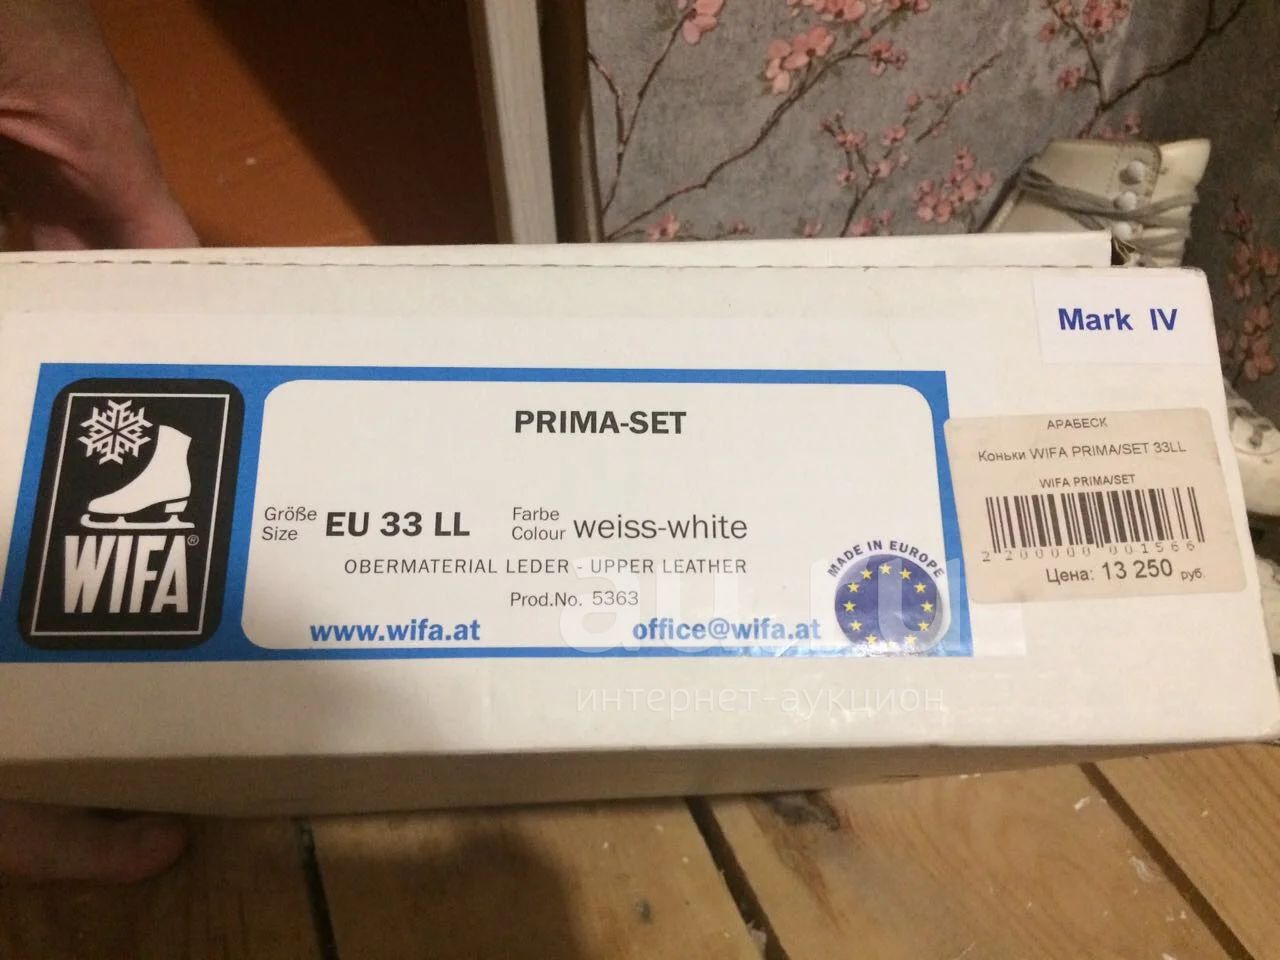 Mark IV
PRIMA-SET
WIFA®
Größe
Size
EU 33 LL
Farbe
Colour
weiss-white
OBERMATERIAL LEDER - UPPER LEATHER
Prod.No. 5363
www.wifa.at
office@wifa.at
MADE IN EUROPE
АРАБЕСК
Коньки WIFA PRIMA/SET 33LL
WIFA PRIMA/SET
2 200000 001566
Цена: 13 250 руб.
au.ru
интернет-аукцион